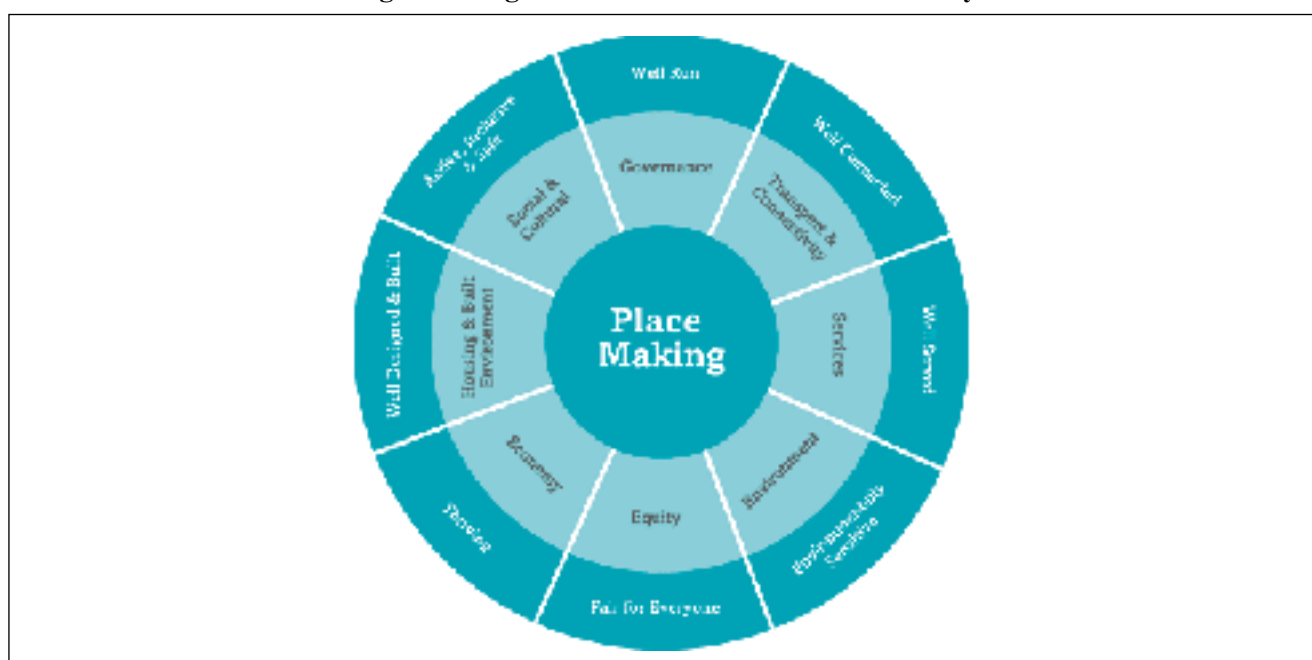 Place
Making
Well Run
Governance
Well Connected
Transport &
Connectivity
Well Served
Services
Environmentally
Sensitive
Environment
Fair for Everyone
Equity
Thriving
Economy
Well Designed & Built
Housing & Built
Environment
Active, Inclusive
& Safe
Social &
Cultural